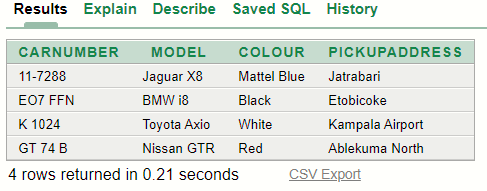 Results Explain Describe Saved SQL History
CARNUMBER MODEL COLOUR PICKUPADDRESS
11-7288 Jaguar X8 Mattel Blue Jatrabari
EO7 FFN BMW i8 Black Etobicoke
K 1024 Toyota Axio White Kampala Airport
GT 74 B Nissan GTR Red Ablekuma North
4 rows returned in 0.21 seconds CSV Export